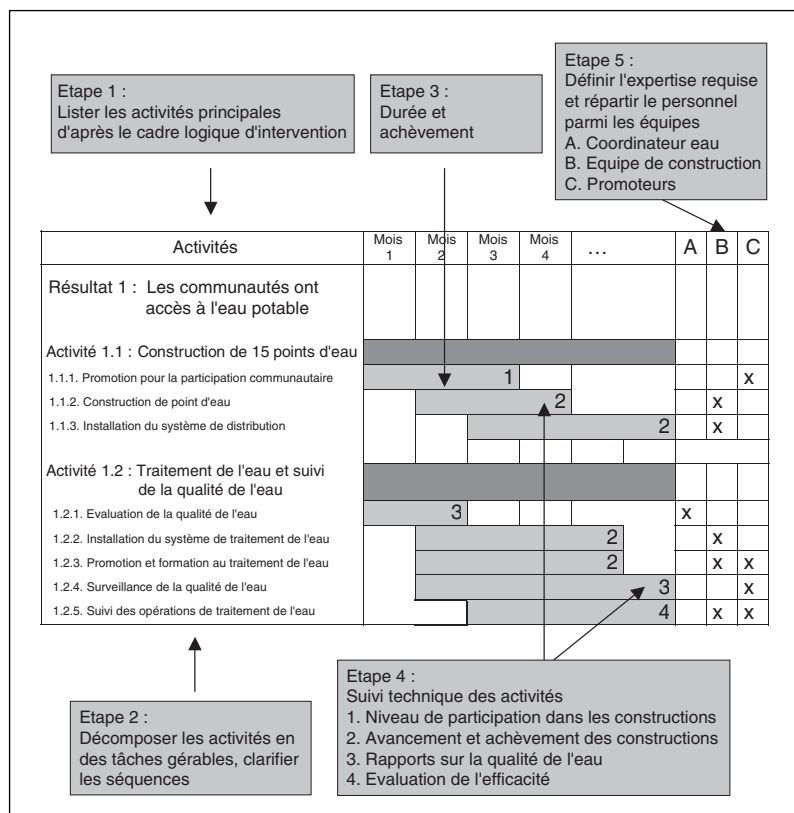 Etape 1 :
Lister les activités principales
d'après le cadre logique d'intervention
Etape 3 :
Durée et
achèvement
Etape 5 :
Définir l'expertise requise
et répartir le personnel
parmi les équipes
A. Coordinateur eau
B. Equipe de construction
C. Promoteurs
Activités
Mois
1
Mois
2
Mois
3
Mois
4
...
A
B
C
Résultat 1 : Les communautés ont
accès à l'eau potable
Activité 1.1 : Construction de 15 points d'eau
1.1.1. Promotion pour la participation communautaire 1 x
1.1.2. Construction de point d'eau 2 x
1.1.3. Installation du système de distribution 2 x
Activité 1.2 : Traitement de l'eau et suivi
de la qualité de l'eau
1.2.1. Evaluation de la qualité de l'eau 3 x
1.2.2. Installation du système de traitement de l'eau 2 x
1.2.3. Promotion et formation au traitement de l'eau 2 x x
1.2.4. Surveillance de la qualité de l'eau 3 x
1.2.5. Suivi des opérations de traitement de l'eau 4 x x
Etape 2 :
Décomposer les activités en
des tâches gérables, clarifier
les séquences
Etape 4 :
Suivi technique des activités
1. Niveau de participation dans les constructions
2. Avancement et achèvement des constructions
3. Rapports sur la qualité de l'eau
4. Evaluation de l'efficacité